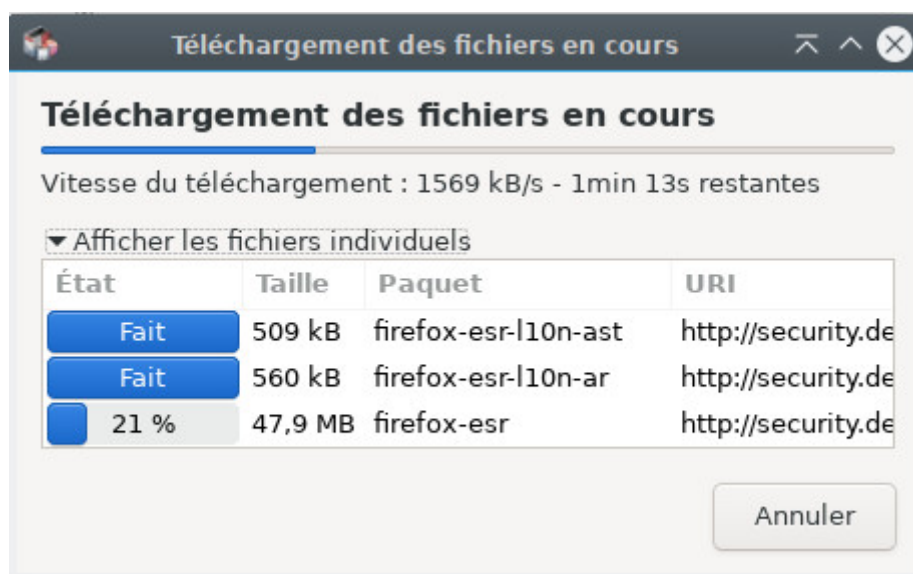 Téléchargement des fichiers en cours
Téléchargement des fichiers en cours
Vitesse du téléchargement : 1569 kB/s - 1min 13s restantes
Afficher les fichiers individuels
État Taille Paquet URI
Fait 509 kB firefox-esr-l10n-ast http://security.de
Fait 560 kB firefox-esr-l10n-ar http://security.de
21 % 47,9 MB firefox-esr http://security.de
Annuler